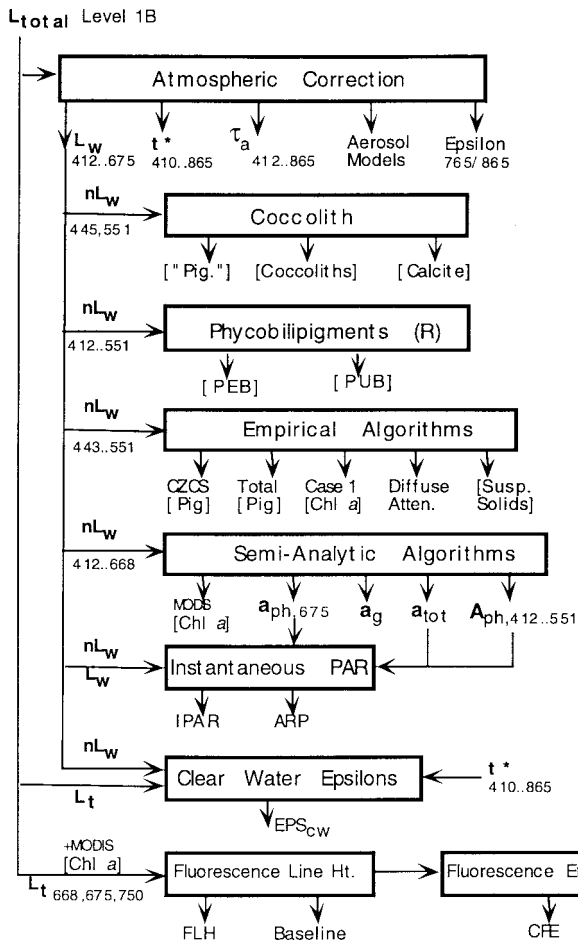 L total Level 1B
Atmospheric Correction
Lw t* τa Aerosol Epsilon
412..675 410..865 412..865 Models 765/865
nLw
445,551
Coccolith
["Pig."] [Coccoliths] [Calcite]
nLw
412..551
Phycobilipigments (R)
[PEB] [PUB]
nLw
443..551
Empirical Algorithms
CZCS Total Case 1 Diffuse [Susp.
[Pig] [Pig] [Chl a] Atten. Solids]
nLw
412..668
Semi-Analytic Algorithms
MODIS aph,675 ag atot Aph,412..551
[Chl a]
nLw
Lw
Instantaneous PAR
IPAR ARP
nLw
Lt
Clear Water Epsilons
t*
410..865
EPScw
+MODIS
[Chl a]
Lt 668,675,750
Fluorescence Line Ht.
Fluorescence
FLH Baseline CFE